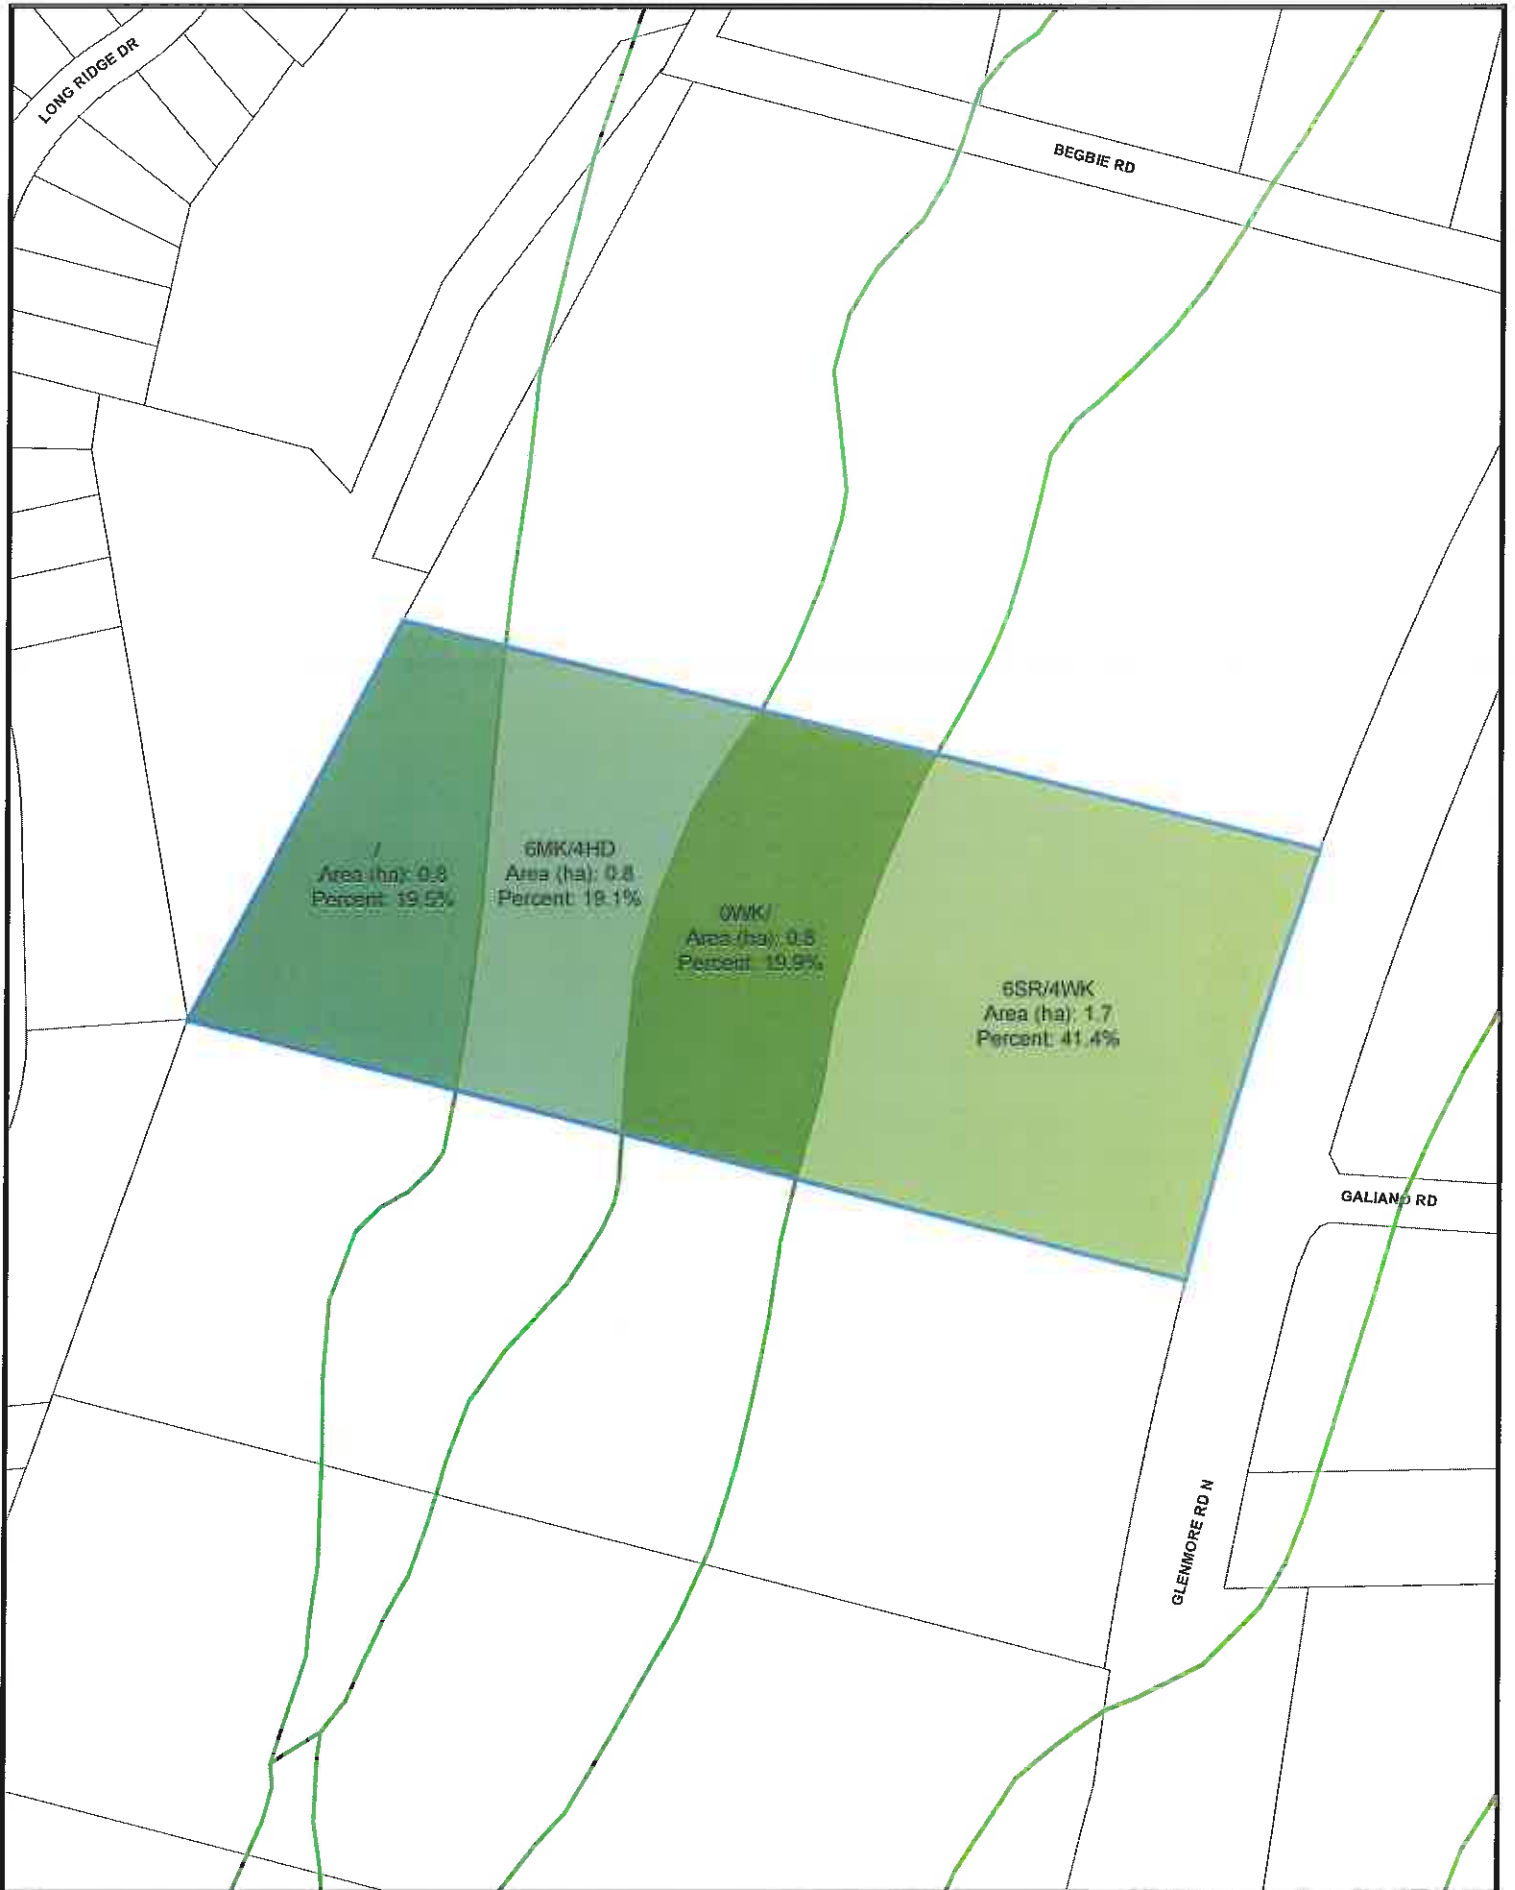 LONG RIDGE DR
BEGBIE RD
/
Area (ha): 0.8
Percent: 19.5%
6MK/4HD
Area (ha): 0.8
Percent: 19.1%
0WK/
Area (ha): 0.8
Percent: 19.9%
6SR/4WK
Area (ha): 1.7
Percent: 41.4%
GALIANO RD
GLENMORE RD N